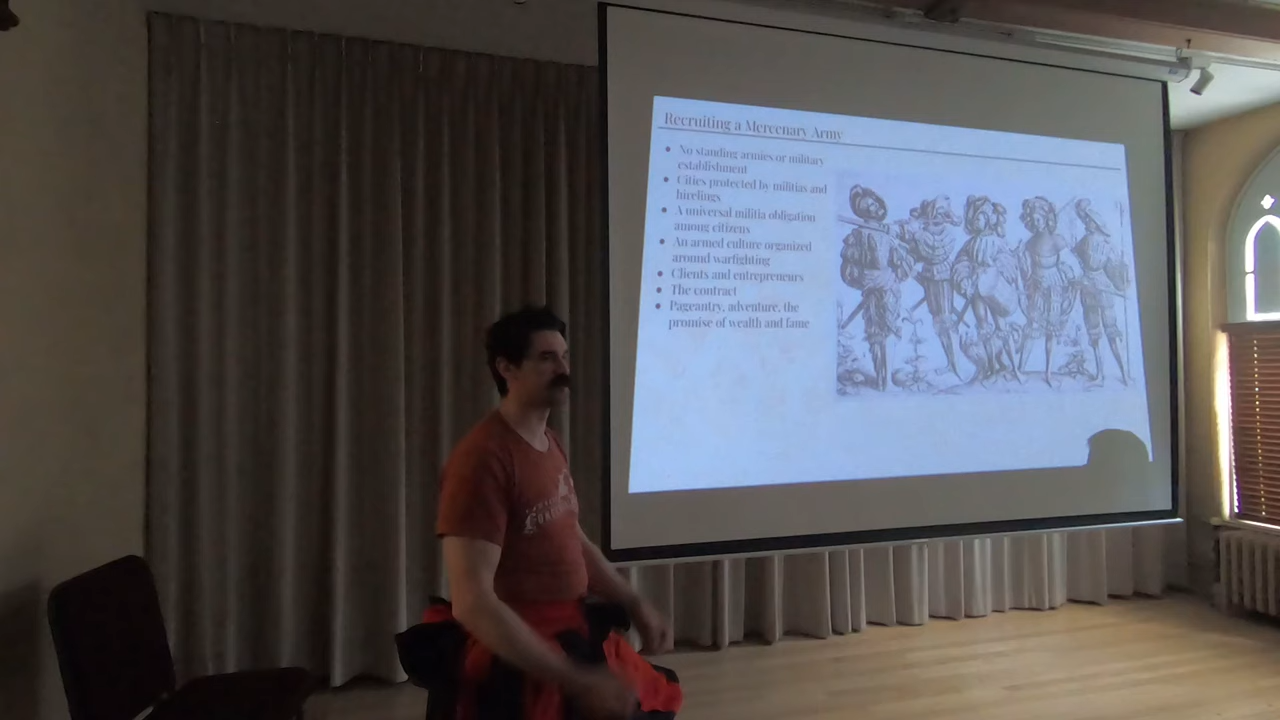 Recruiting a Mercenary Army
• No standing armies or military
establishment
• Cities protected by militias and
hirelings
• A universal militia obligation
among citizens
• An armed culture organized
around warfighting
• Clients and entrepreneurs
• The contract
• Pageantry, adventure, the
promise of wealth and fame